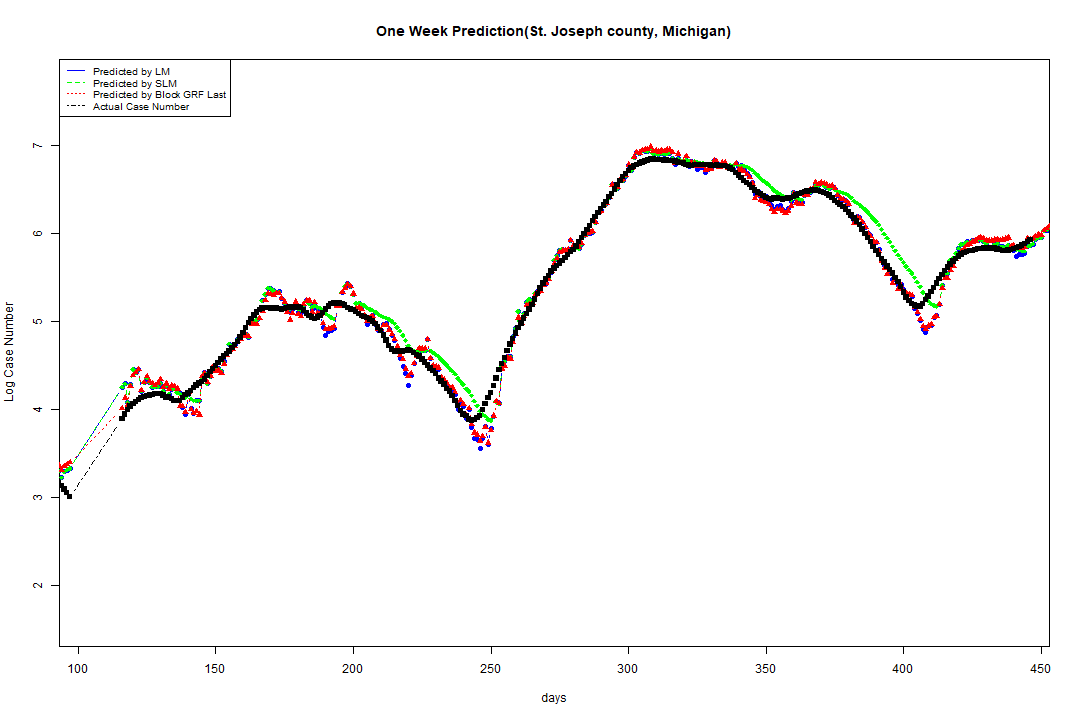 One Week Prediction(St. Joseph county, Michigan)
Predicted by LM
Predicted by SLM
Predicted by Block GRF Last
Actual Case Number
7
6
5
4
3
2
Log Case Number
100 150 200 250 300 350 400 450
days